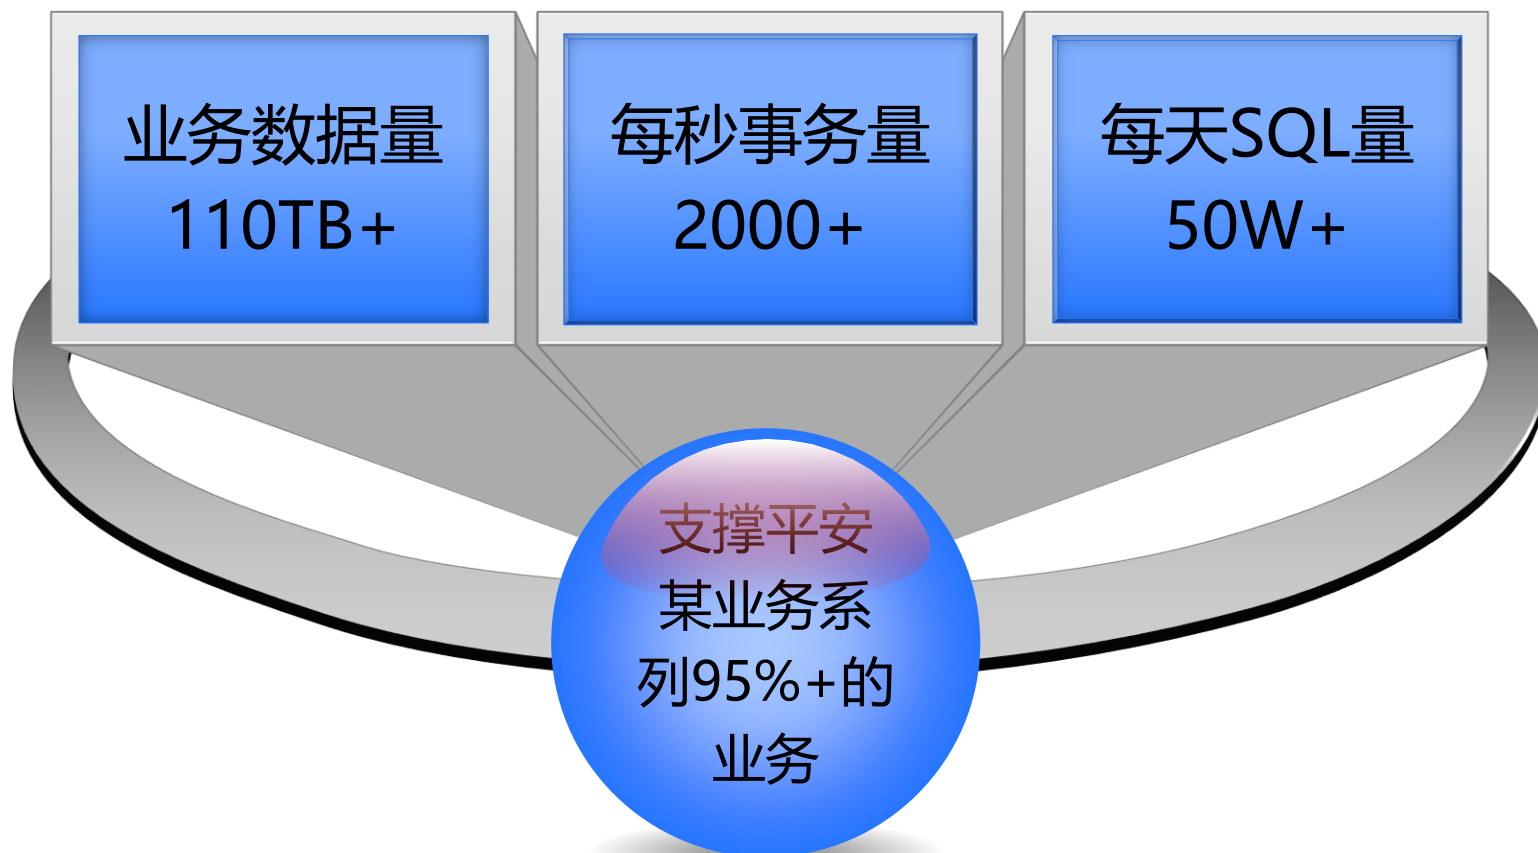 业务数据量
110TB+
每秒事务量
2000+
每天SQL量
50W+
支撑平安
某业务系
列95%+的
业务